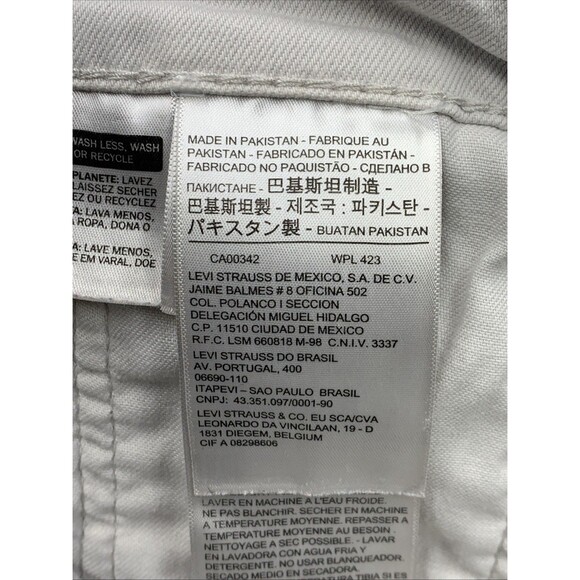 WASH LESS, WASH
OR RECYCLE
PLANETE: LAVEZ
LAISSEZ SECHER
EZ OU RECYCLEZ
TA: LAVA MENOS,
A ROPA, DONA O
TA: LAVE MENOS,
E EM VARAL, DOE
MADE IN PAKISTAN - FABRIQUE AU
PAKISTAN - FABRICADO EN PAKISTÁN -
FABRICADO NO PAQUISTÃO - СДЕЛАНО В
ПАКИСТАНЕ - 巴基斯坦制造 -
巴基斯坦製 - 제조국 : 파키스탄 -
パキスタン製 - BUATAN PAKISTAN
CA00342 WPL 423
LEVI STRAUSS DE MEXICO, S.A. DE C.V.
JAIME BALMES # 8 OFICINA 502
COL. POLANCO I SECCION
DELEGACIÓN MIGUEL HIDALGO
C.P. 11510 CIUDAD DE MEXICO
R.F.C. LSM 660818 M-98 C.N.I.V. 3337
LEVI STRAUSS DO BRASIL
AV. PORTUGAL, 400
06690-110
ITAPEVI – SAO PAULO BRASIL
CNPJ: 43.351.097/0001-90
LEVI STRAUSS & CO. EU SCA/CVA
LEONARDO DA VINCILAAN, 19 - D
1831 DIEGEM, BELGIUM
CIF A 08298606
LAVER EN MACHINE A L'EAU FROIDE.
NE PAS BLANCHIR. SECHER EN MACHINE
A TEMPERATURE MOYENNE. REPASSER A
TEMPERATURE MOYENNE AU BESOIN .
NETTOYAGE A SEC POSSIBLE. - LAVAR
EN LAVADORA CON AGUA FRIA Y
DETERGENTE. NO USAR BLANQUEADOR.
SECADO MEDIO EN SECADORA.